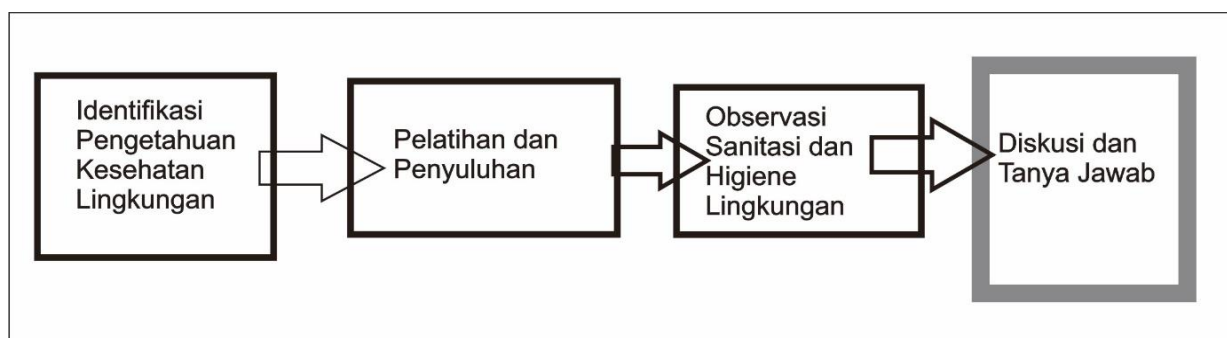 Identifikasi
Pengetahuan
Kesehatan
Lingkungan
Pelatihan dan
Penyuluhan
Observasi
Sanitasi dan
Higiene
Lingkungan
Diskusi dan
Tanya Jawab